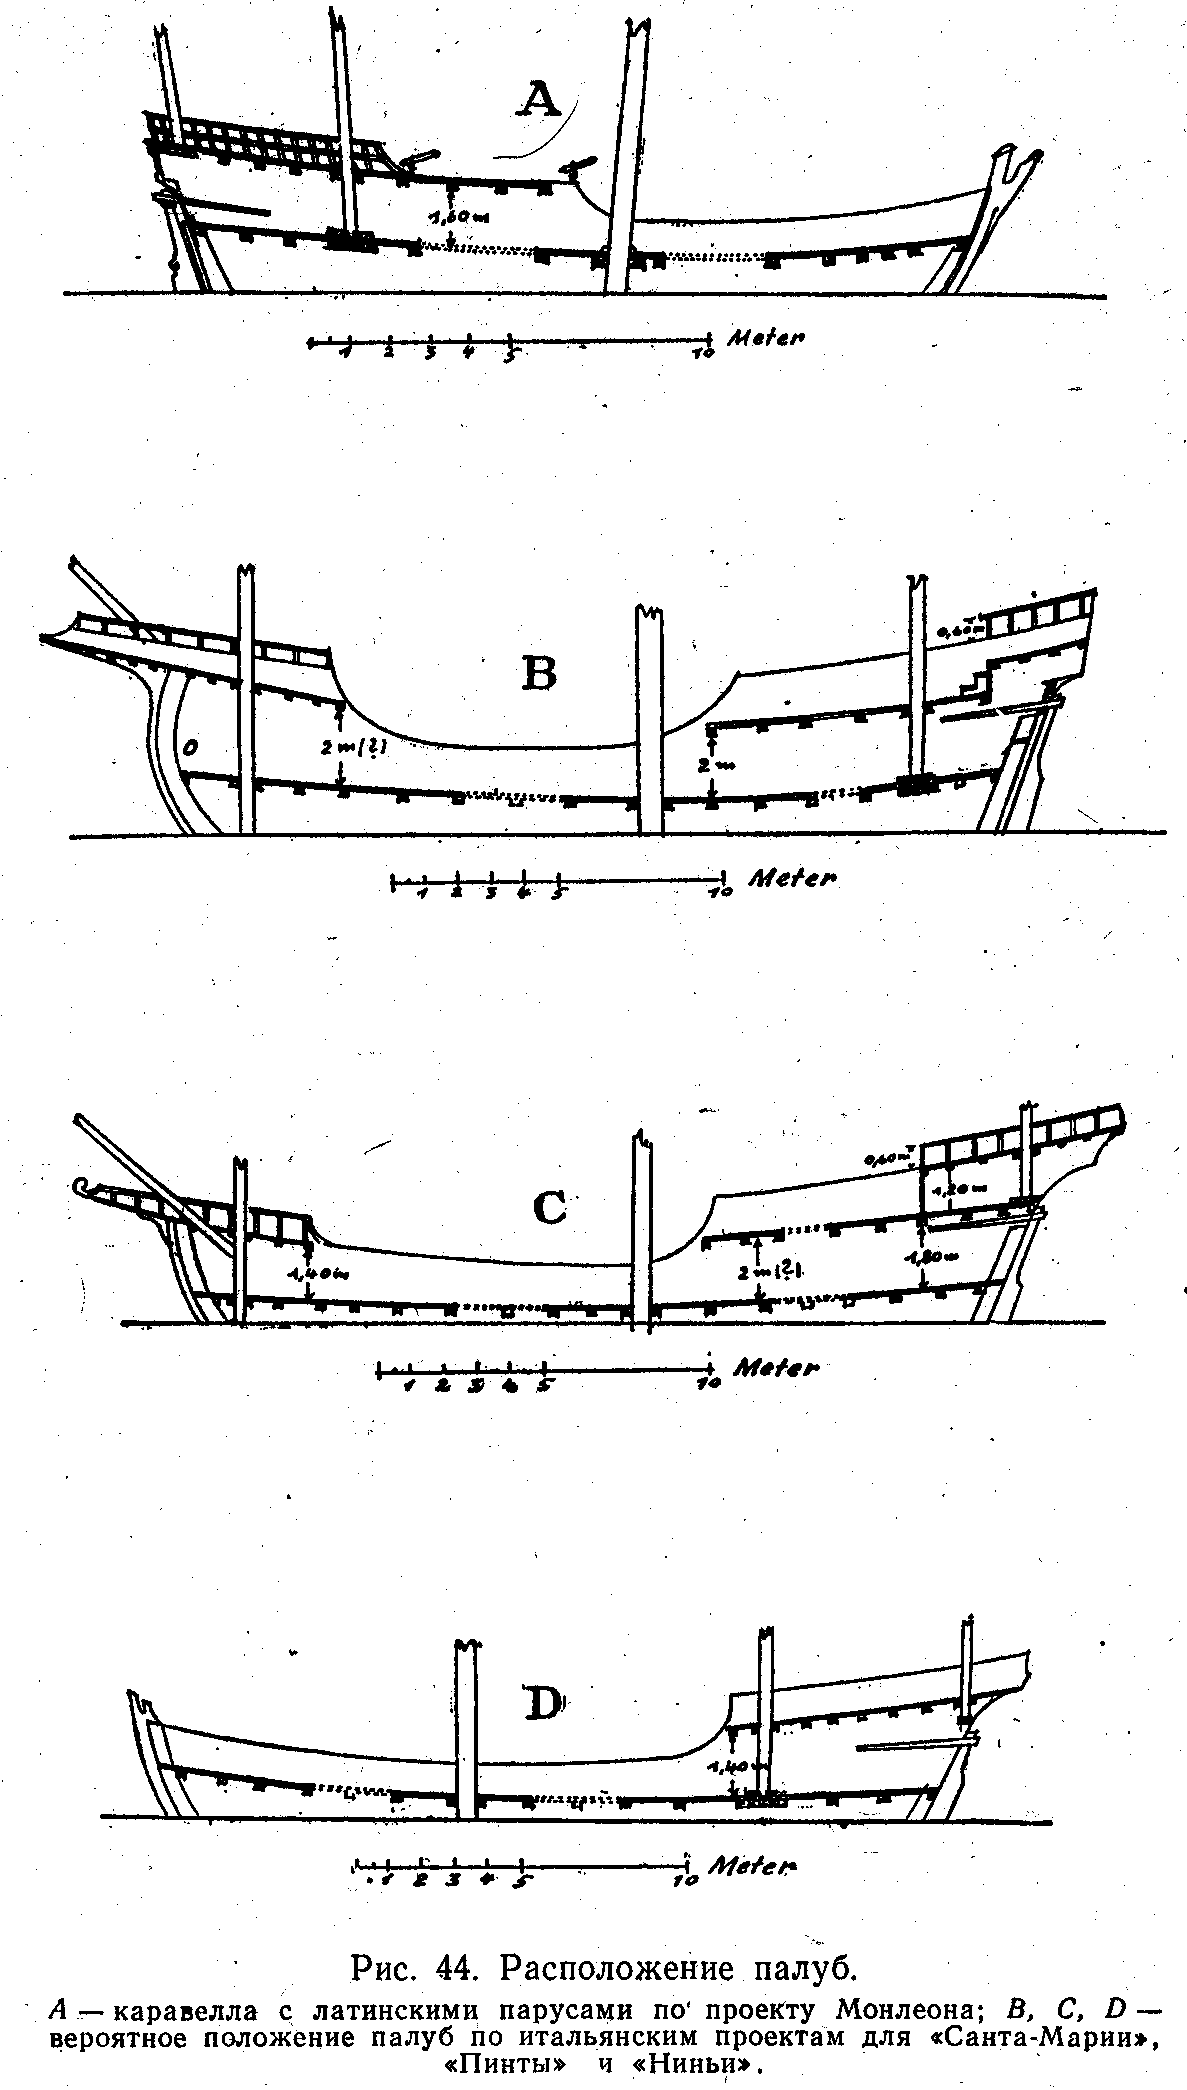 A
1,60 m
1 2 3 4 5 10 Meter
0,60 m
B
2 m (?)
2 m
1 2 3 4 5 10 Meter
0,60 m
C
1,20 m
1,40 m
2 m (?)
1,80 m
1 2 3 4 5 10 Meter
D
1,40 m
1 2 3 4 5 10 Meter
Рис. 44. Расположение палуб.
A — каравелла с латинскими парусами по проекту Монлеона; B, C, D —
вероятное положение палуб по итальянским проектам для «Санта-Марии»,
«Пинты» и «Ниньи».